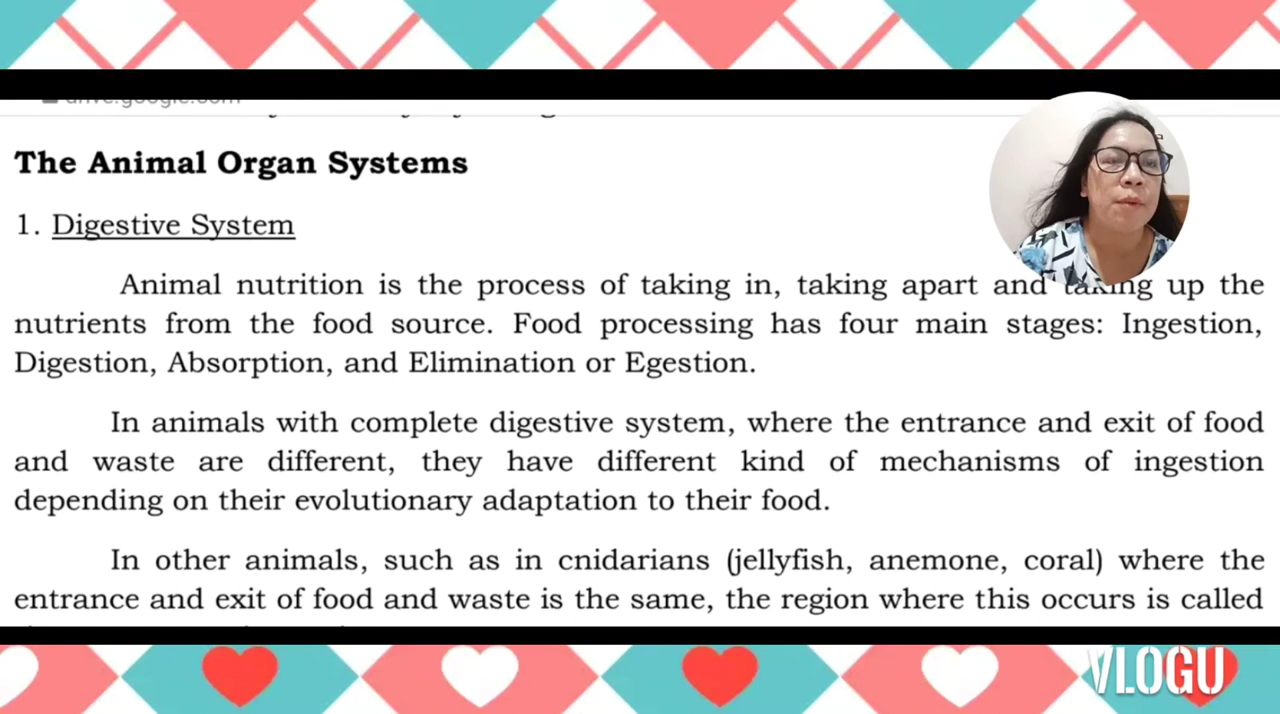 The Animal Organ Systems
1. Digestive System
Animal nutrition is the process of taking in, taking apart and taking up the
nutrients from the food source. Food processing has four main stages: Ingestion,
Digestion, Absorption, and Elimination or Egestion.
In animals with complete digestive system, where the entrance and exit of food
and waste are different, they have different kind of mechanisms of ingestion
depending on their evolutionary adaptation to their food.
In other animals, such as in cnidarians (jellyfish, anemone, coral) where the
entrance and exit of food and waste is the same, the region where this occurs is called
VLOGU